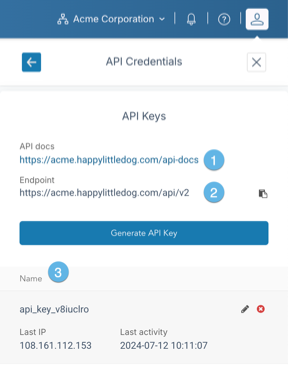 Acme Corporation
API Credentials
API Keys
API docs
https://acme.happylittledog.com/api-docs 1
Endpoint
https://acme.happylittledog.com/api/v2 2
Generate API Key
Name 3
api_key_v8iuclro
Last IP Last activity
108.161.112.153 2024-07-12 10:11:07